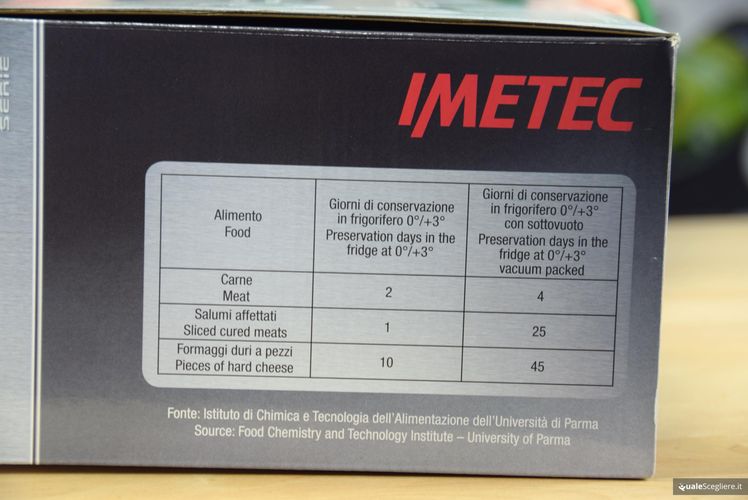 SERIE
IMETEC
Alimento
Food
Giorni di conservazione
in frigorifero 0°/+3°
Preservation days in the
fridge at 0°/+3°
Giorni di conservazione
in frigorifero 0°/+3°
con sottovuoto
Preservation days in the
fridge at 0°/+3°
vacuum packed
Carne
Meat
2
4
Salumi affettati
Sliced cured meats
1
25
Formaggi duri a pezzi
Pieces of hard cheese
10
45
Fonte: Istituto di Chimica e Tecnologia dell'Alimentazione dell'Università di Parma
Source: Food Chemistry and Technology Institute – University of Parma
QualeScegliere.it